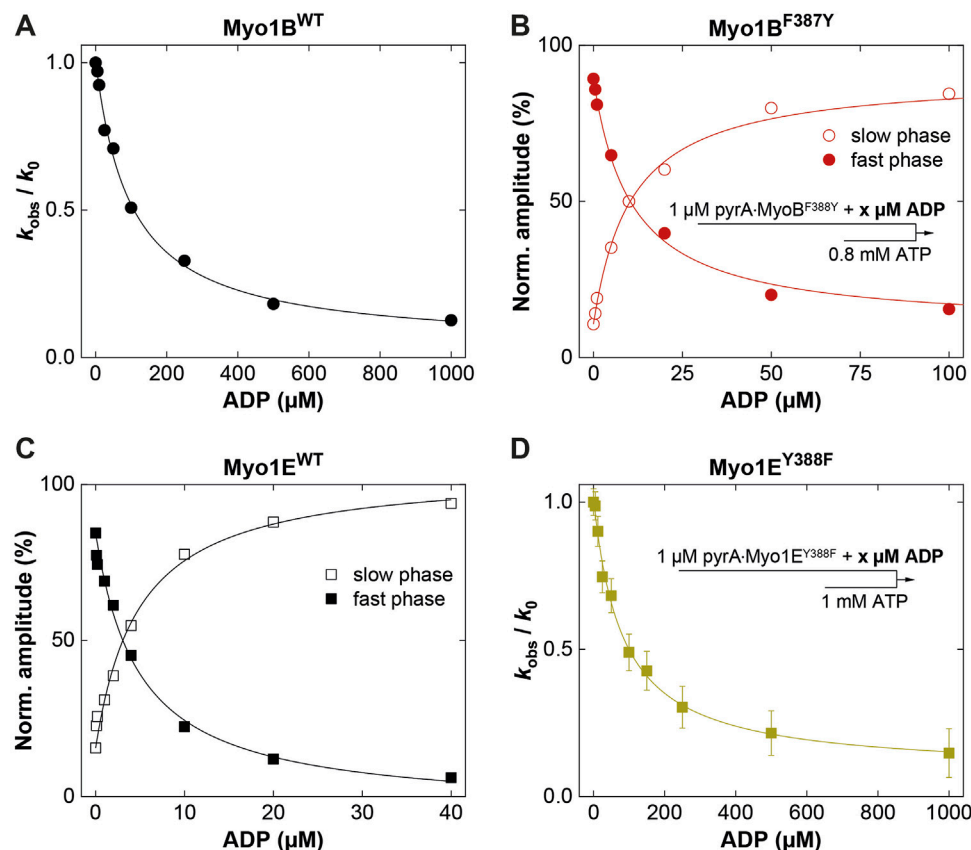 A
Myo1B^WT
k_obs / k_0
1.0
0.5
0.0
0 200 400 600 800 1000
ADP (µM)
B
Myo1B^F387Y
Norm. amplitude (%)
100
50
0
slow phase
fast phase
1 µM pyrA·MyoB^F388Y + x µM ADP
0.8 mM ATP
0 25 50 75 100
ADP (µM)
C
Myo1E^WT
Norm. amplitude (%)
100
50
0
slow phase
fast phase
0 10 20 30 40
ADP (µM)
D
Myo1E^Y388F
k_obs / k_0
1.0
0.5
0.0
1 µM pyrA·Myo1E^Y388F + x µM ADP
1 mM ATP
0 200 400 600 800 1000
ADP (µM)